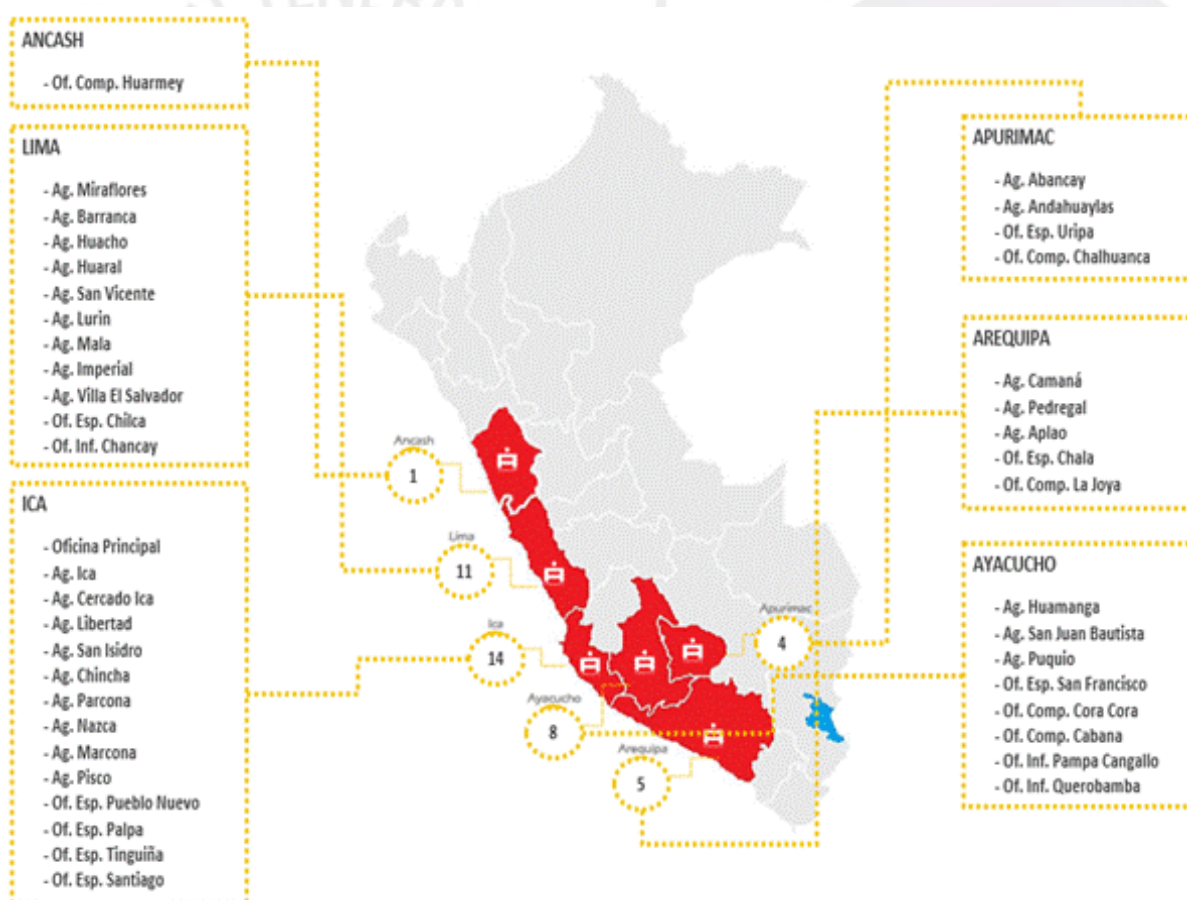 ANCASH
- Of. Comp. Huarmey
LIMA
- Ag. Miraflores
- Ag. Barranca
- Ag. Huacho
- Ag. Huaral
- Ag. San Vicente
- Ag. Lurin
- Ag. Mala
- Ag. Imperial
- Ag. Villa El Salvador
- Of. Esp. Chilca
- Of. Inf. Chancay
ICA
- Oficina Principal
- Ag. Ica
- Ag. Cercado Ica
- Ag. Libertad
- Ag. San Isidro
- Ag. Chincha
- Ag. Parcona
- Ag. Nazca
- Ag. Marcona
- Ag. Pisco
- Of. Esp. Pueblo Nuevo
- Of. Esp. Palpa
- Of. Esp. Tinguiña
- Of. Esp. Santiago
Ancash
1
Lima
11
Ica
14
Ayacucho
8
Arequipa
5
Apurimac
4
APURIMAC
- Ag. Abancay
- Ag. Andahuaylas
- Of. Esp. Uripa
- Of. Comp. Chalhuanca
AREQUIPA
- Ag. Camaná
- Ag. Pedregal
- Ag. Aplao
- Of. Esp. Chala
- Of. Comp. La Joya
AYACUCHO
- Ag. Huamanga
- Ag. San Juan Bautista
- Ag. Puquio
- Of. Esp. San Francisco
- Of. Comp. Cora Cora
- Of. Comp. Cabana
- Of. Inf. Pampa Cangallo
- Of. Inf. Querobamba